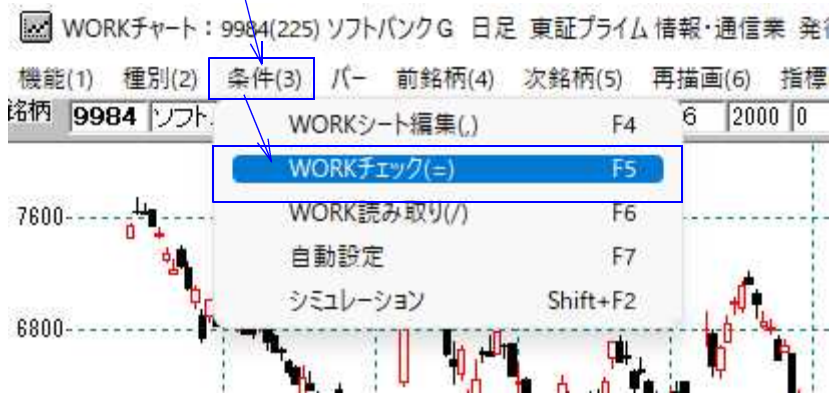 WORKチャート：9984(225) ソフトバンクＧ 日足 東証プライム 情報・通信業 発
機能(1) 種別(2) 条件(3) バー 前銘柄(4) 次銘柄(5) 再描画(6) 指標
銘柄 9984 ソフト 6 2000 0
WORKシート編集(,) F4
WORKチェック(=) F5
WORK読み取り(/) F6
自動設定 F7
シミュレーション Shift+F2
7600
6800